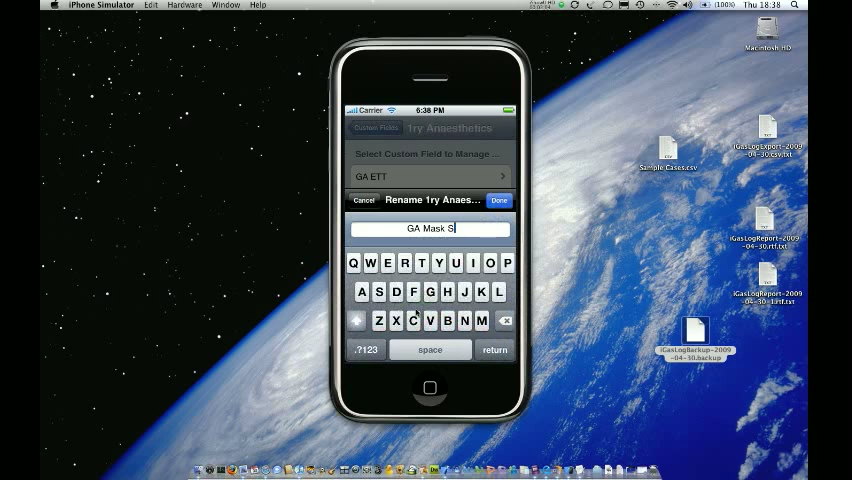 iPhone Simulator Edit Hardware Window Help
(100%) Thu 18:38
Macintosh HD
Carrier 6:38 PM
Custom Fields 1ry Anaesthetics
Select Custom Field to Manage ...
GA ETT
Cancel Rename 1ry Anaes... Done
GA Mask S
Q W E R T Y U I O P
A S D F G H J K L
Z X C V B N M
.?123 space return
Sample Cases.csv
iGasLogExport-2009
-04-30.csv.txt
iGasLogReport-2009
-04-30.rtf.txt
iGasLogReport-2009
-04-30-1.rtf.txt
iGasLogBackup-2009
-04-30.backup